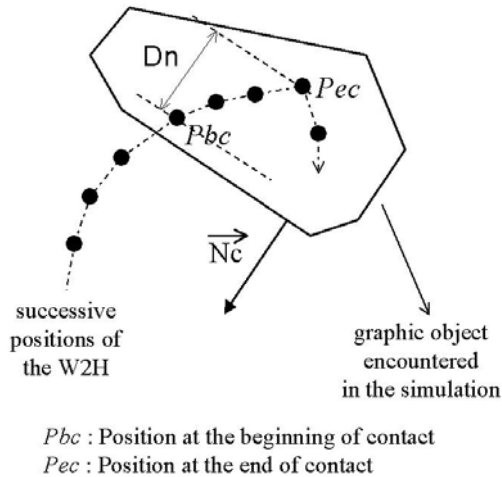 Dn
Pec
Pbc
Nc
successive
positions of
the W2H
graphic object
encountered
in the simulation
Pbc : Position at the beginning of contact
Pec : Position at the end of contact